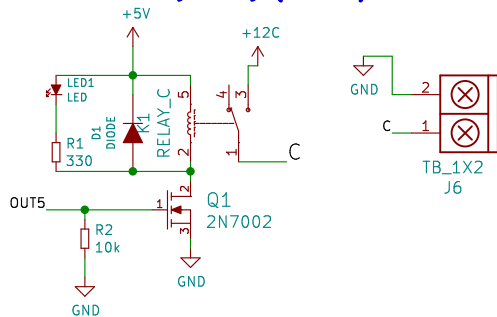 +5V
+12C
LED1
LED
D1
DIODE
K1
RELAY_C
5
4
3
2
1
C
R1
330
OUT5
1
2
3
Q1
2N7002
R2
10k
GND
GND
GND
2
C
1
TB_1X2
J6